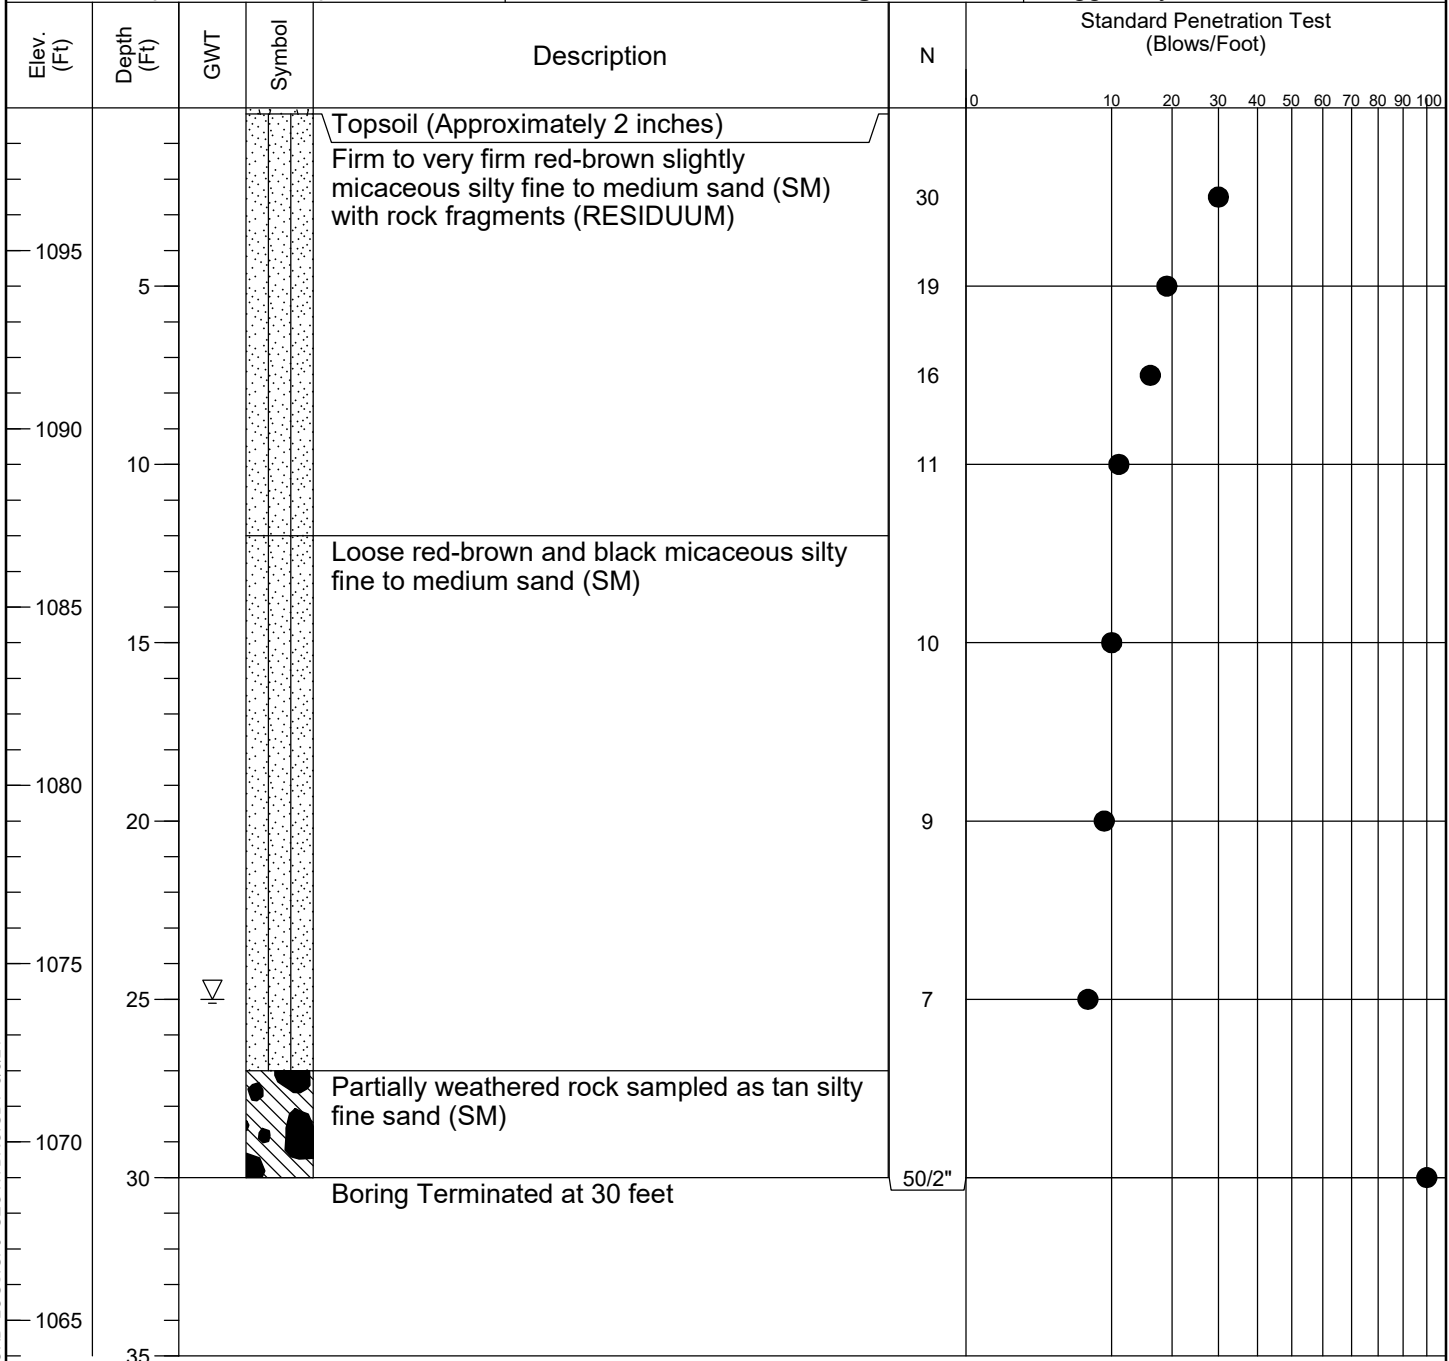 Elev.
(Ft)
Depth
(Ft)
GWT
Symbol
Description
N
Standard Penetration Test
(Blows/Foot)
0 10 20 30 40 50 60 70 80 90 100
Topsoil (Approximately 2 inches)
Firm to very firm red-brown slightly
micaceous silty fine to medium sand (SM)
with rock fragments (RESIDUUM)
30
1095
5 19
16
1090
10 11
Loose red-brown and black micaceous silty
fine to medium sand (SM)
1085
15 10
1080
20 9
1075
25 7
Partially weathered rock sampled as tan silty
fine sand (SM)
1070
30 50/2"
Boring Terminated at 30 feet
1065
35